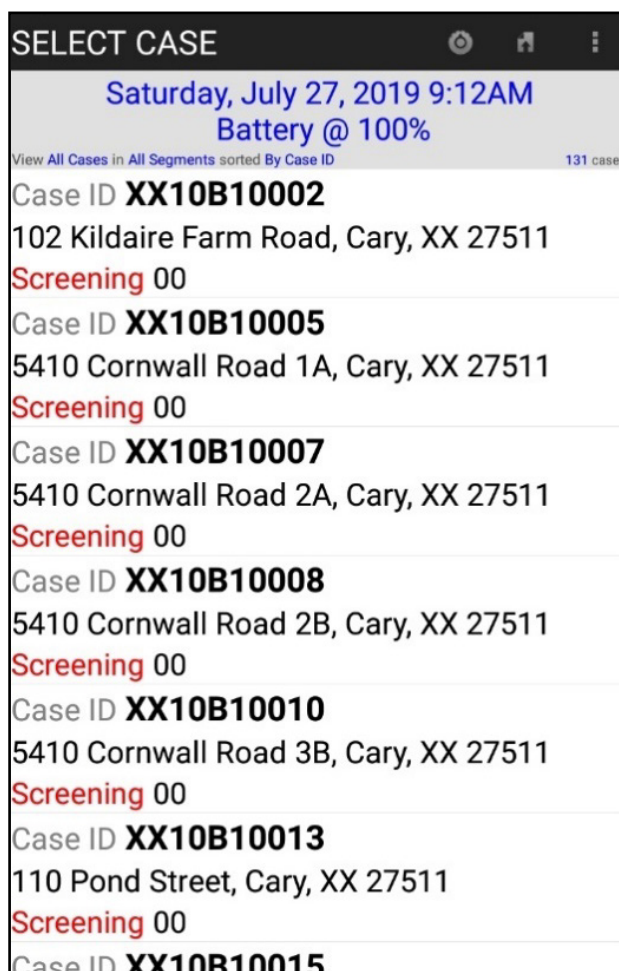 SELECT CASE
Saturday, July 27, 2019 9:12AM
Battery @ 100%
View All Cases in All Segments sorted By Case ID 131 case
Case ID XX10B10002
102 Kildaire Farm Road, Cary, XX 27511
Screening 00
Case ID XX10B10005
5410 Cornwall Road 1A, Cary, XX 27511
Screening 00
Case ID XX10B10007
5410 Cornwall Road 2A, Cary, XX 27511
Screening 00
Case ID XX10B10008
5410 Cornwall Road 2B, Cary, XX 27511
Screening 00
Case ID XX10B10010
5410 Cornwall Road 3B, Cary, XX 27511
Screening 00
Case ID XX10B10013
110 Pond Street, Cary, XX 27511
Screening 00
Case ID XX10B10015